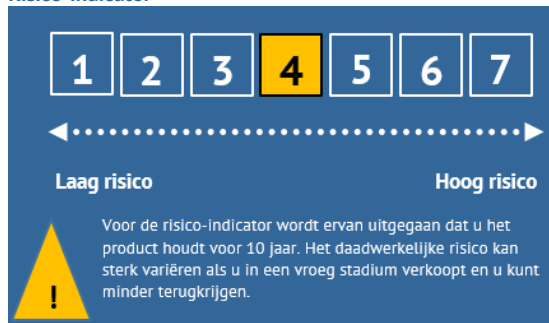 Risico-indicator
1 2 3 4 5 6 7
Laag risico Hoog risico
Voor de risico-indicator wordt ervan uitgegaan dat u het
product houdt voor 10 jaar. Het daadwerkelijke risico kan
sterk variëren als u in een vroeg stadium verkoopt en u kunt
minder terugkrijgen.
!